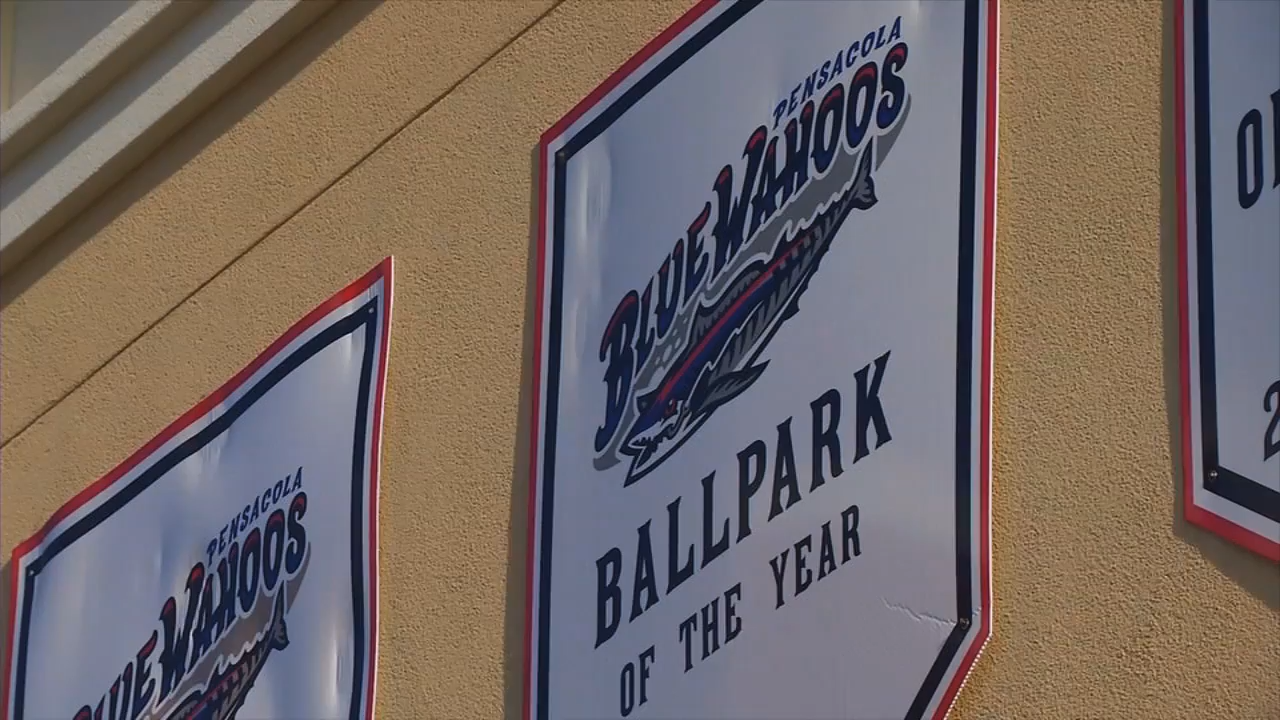 PENSACOLA
BLUE WAHOOS
BALLPARK
OF THE YEAR
PENSACOLA
BLUE WAHOOS